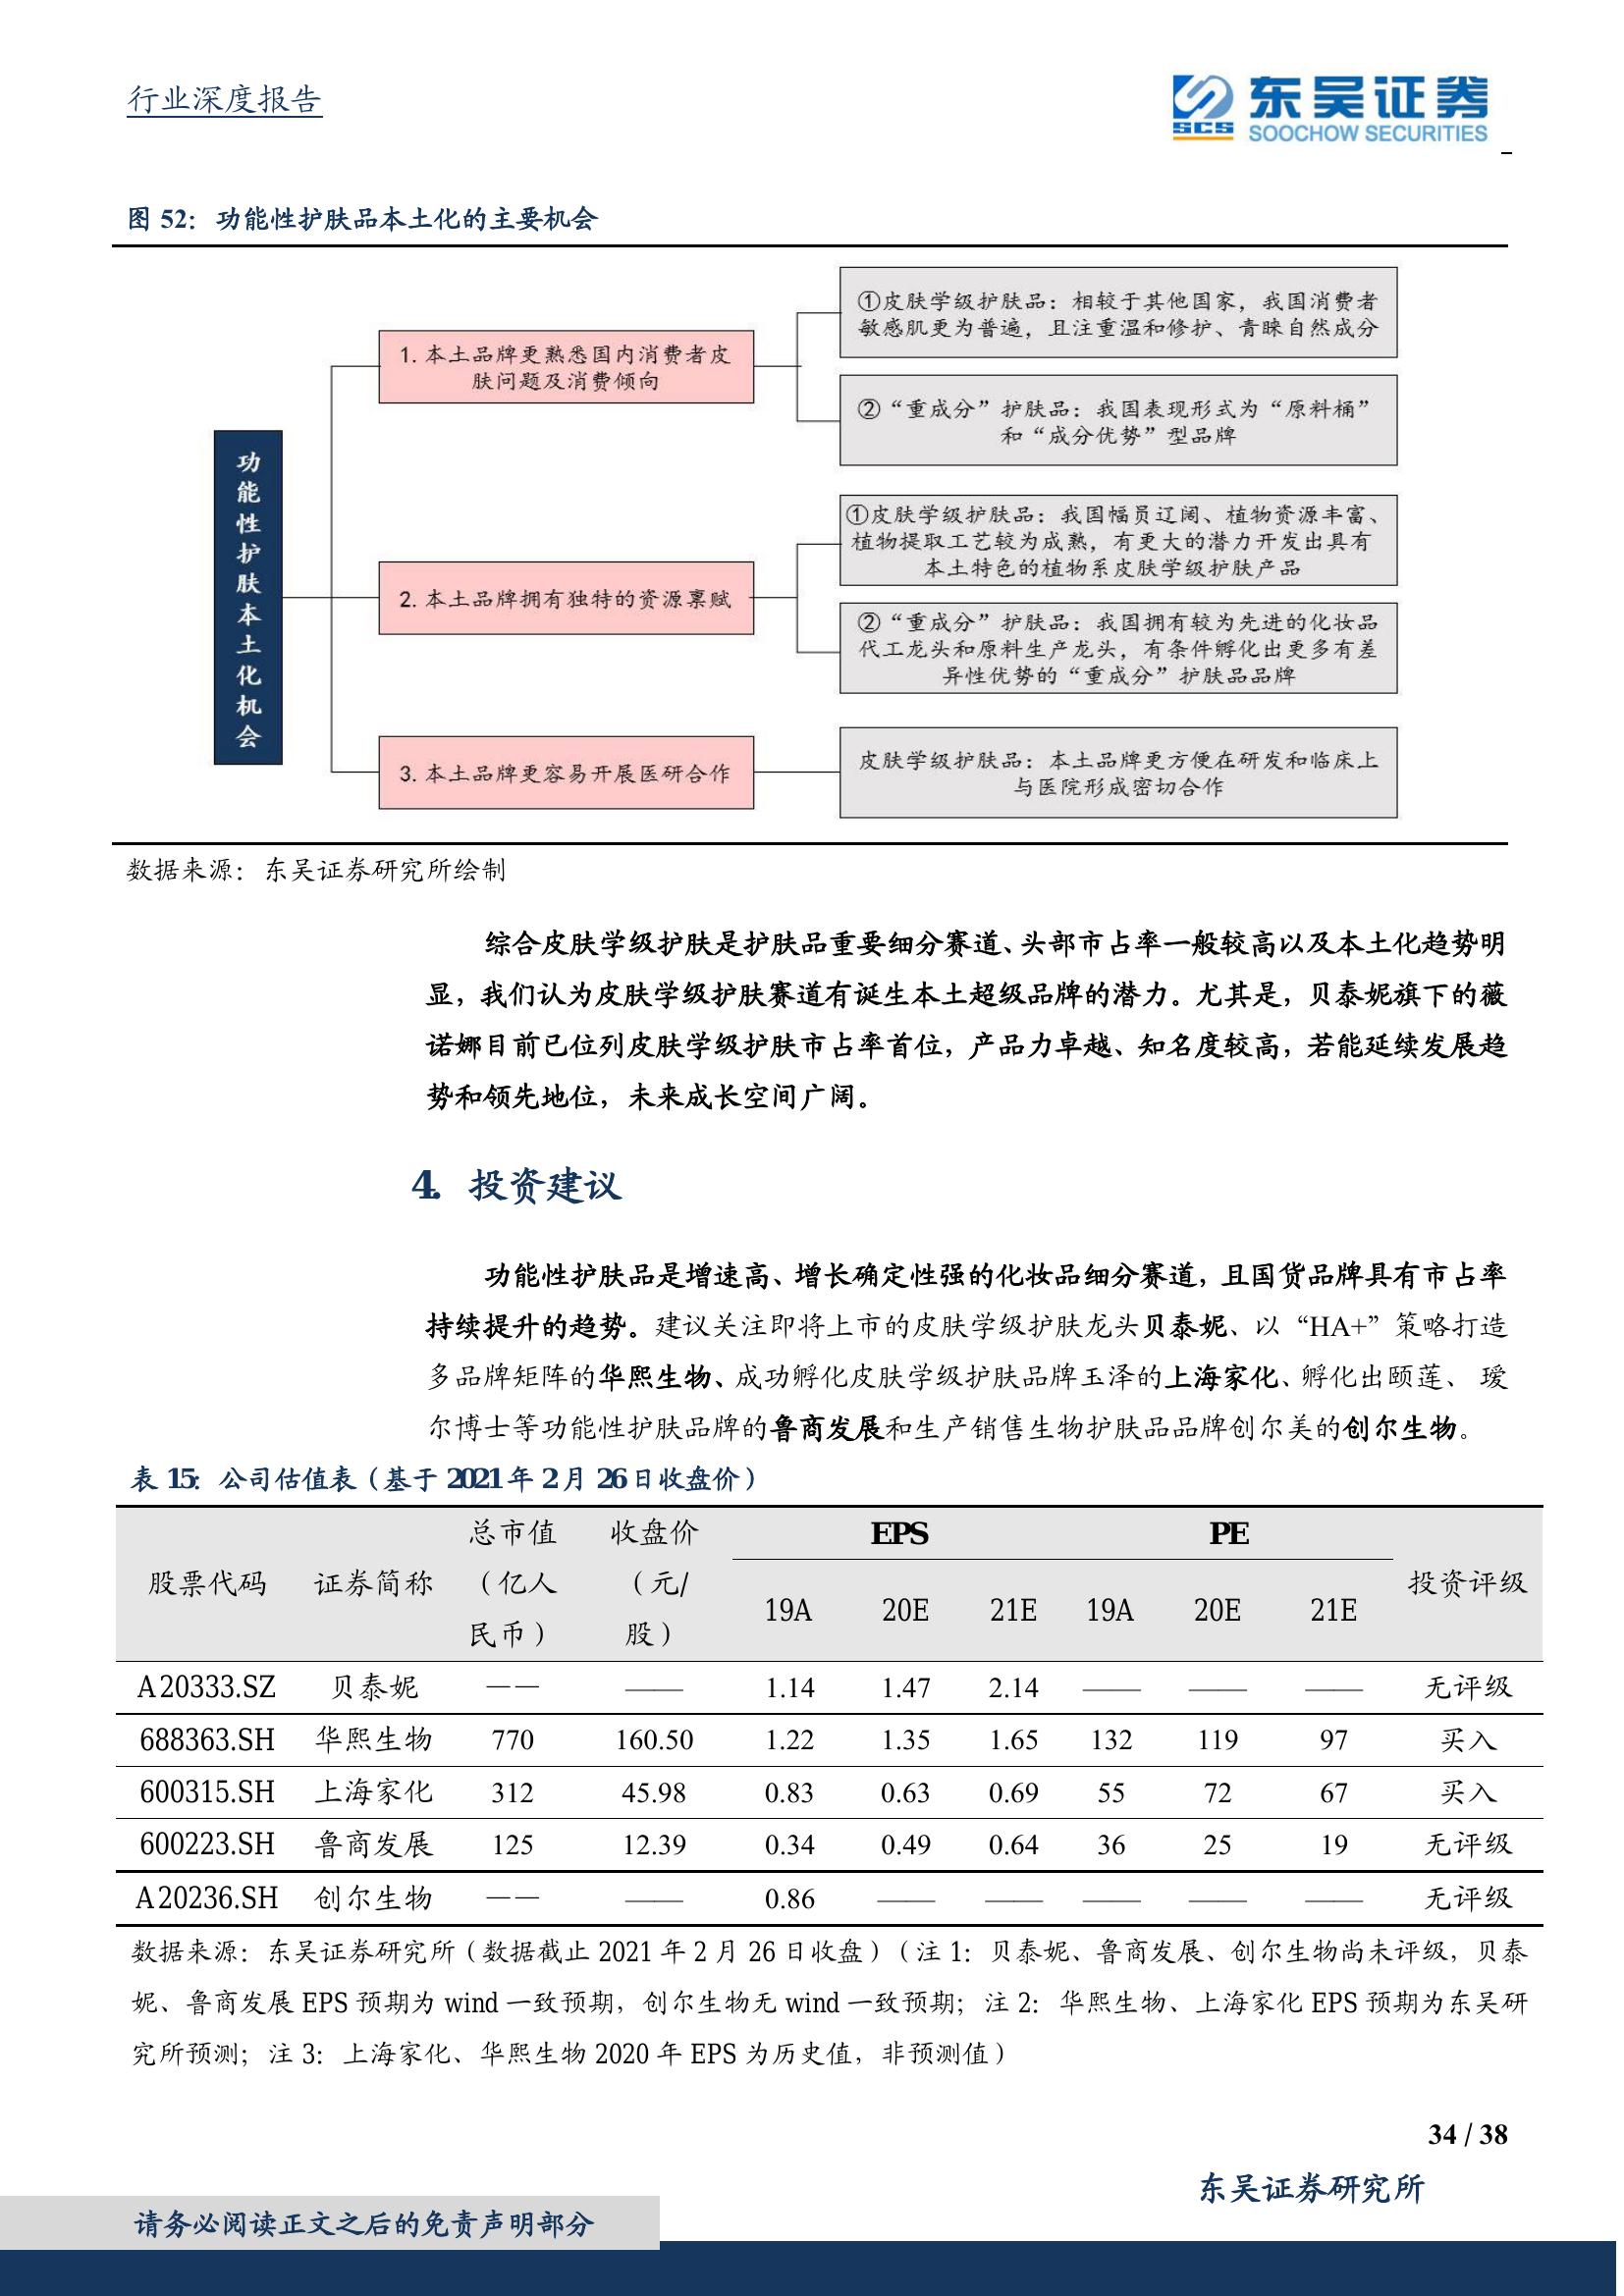 行业深度报告
SCS
东吴证券
SOOCHOW SECURITIES
图 52：功能性护肤品本土化的主要机会
功能性护肤本土化机会
1. 本土品牌更熟悉国内消费者皮
肤问题及消费倾向
①皮肤学级护肤品：相较于其他国家，我国消费者
敏感肌更为普遍，且注重温和修护、青睐自然成分
②“重成分”护肤品：我国表现形式为“原料桶”
和“成分优势”型品牌
2. 本土品牌拥有独特的资源禀赋
①皮肤学级护肤品：我国幅员辽阔、植物资源丰富、
植物提取工艺较为成熟，有更大的潜力开发出具有
本土特色的植物系皮肤学级护肤产品
②“重成分”护肤品：我国拥有较为先进的化妆品
代工龙头和原料生产龙头，有条件孵化出更多有差
异性优势的“重成分”护肤品品牌
3. 本土品牌更容易开展医研合作
皮肤学级护肤品：本土品牌更方便在研发和临床上
与医院形成密切合作
数据来源：东吴证券研究所绘制
综合皮肤学级护肤是护肤品重要细分赛道、头部市占率一般较高以及本土化趋势明
显，我们认为皮肤学级护肤赛道有诞生本土超级品牌的潜力。尤其是，贝泰妮旗下的薇
诺娜目前已位列皮肤学级护肤市占率首位，产品力卓越、知名度较高，若能延续发展趋
势和领先地位，未来成长空间广阔。
4. 投资建议
功能性护肤品是增速高、增长确定性强的化妆品细分赛道，且国货品牌具有市占率
持续提升的趋势。建议关注即将上市的皮肤学级护肤龙头贝泰妮、以“HA+”策略打造
多品牌矩阵的华熙生物、成功孵化皮肤学级护肤品牌玉泽的上海家化、孵化出颐莲、瑷
尔博士等功能性护肤品牌的鲁商发展和生产销售生物护肤品品牌创尔美的创尔生物。
表 15：公司估值表（基于 2021 年 2 月 26 日收盘价）
股票代码 证券简称 总市值（亿人民币） 收盘价（元/股） EPS PE 投资评级
19A 20E 21E 19A 20E 21E
A20333.SZ 贝泰妮 —— —— 1.14 1.47 2.14 —— —— —— 无评级
688363.SH 华熙生物 770 160.50 1.22 1.35 1.65 132 119 97 买入
600315.SH 上海家化 312 45.98 0.83 0.63 0.69 55 72 67 买入
600223.SH 鲁商发展 125 12.39 0.34 0.49 0.64 36 25 19 无评级
A20236.SH 创尔生物 —— —— 0.86 —— —— —— —— —— 无评级
数据来源：东吴证券研究所（数据截止 2021 年 2 月 26 日收盘）（注 1：贝泰妮、鲁商发展、创尔生物尚未评级，贝泰
妮、鲁商发展 EPS 预期为 wind 一致预期，创尔生物无 wind 一致预期；注 2：华熙生物、上海家化 EPS 预期为东吴研
究所预测；注 3：上海家化、华熙生物 2020 年 EPS 为历史值，非预测值）
34 / 38
东吴证券研究所
请务必阅读正文之后的免责声明部分